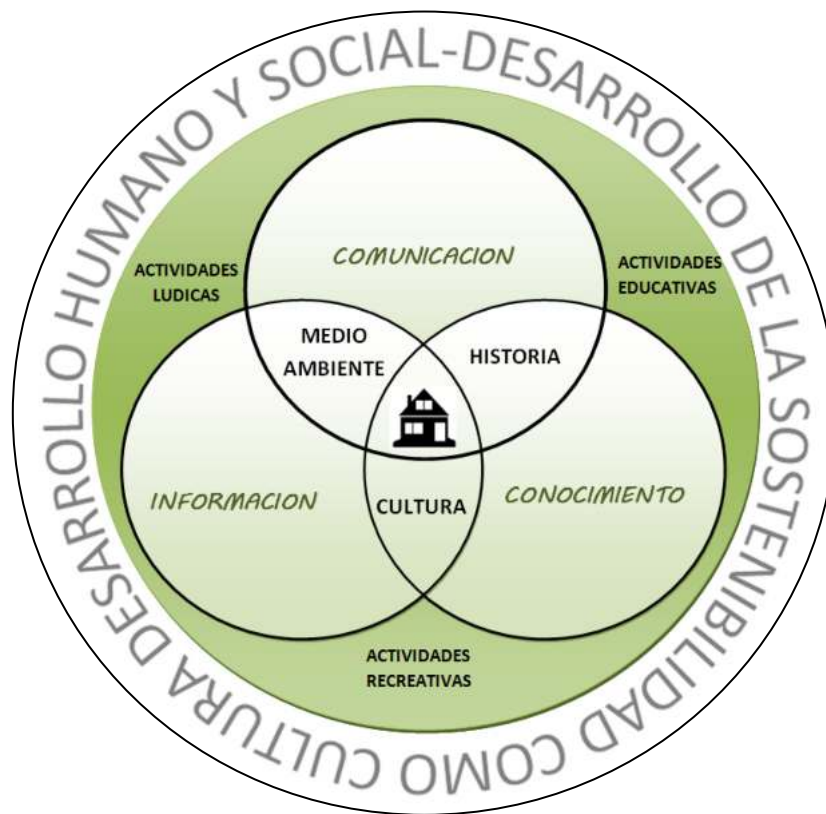 DESARROLLO HUMANO Y SOCIAL-DESARROLLO DE LA SOSTENIBILIDAD COMO CULTURA
COMUNICACION
ACTIVIDADES
LUDICAS
ACTIVIDADES
EDUCATIVAS
MEDIO
AMBIENTE
HISTORIA
INFORMACION
CULTURA
CONOCIMIENTO
ACTIVIDADES
RECREATIVAS